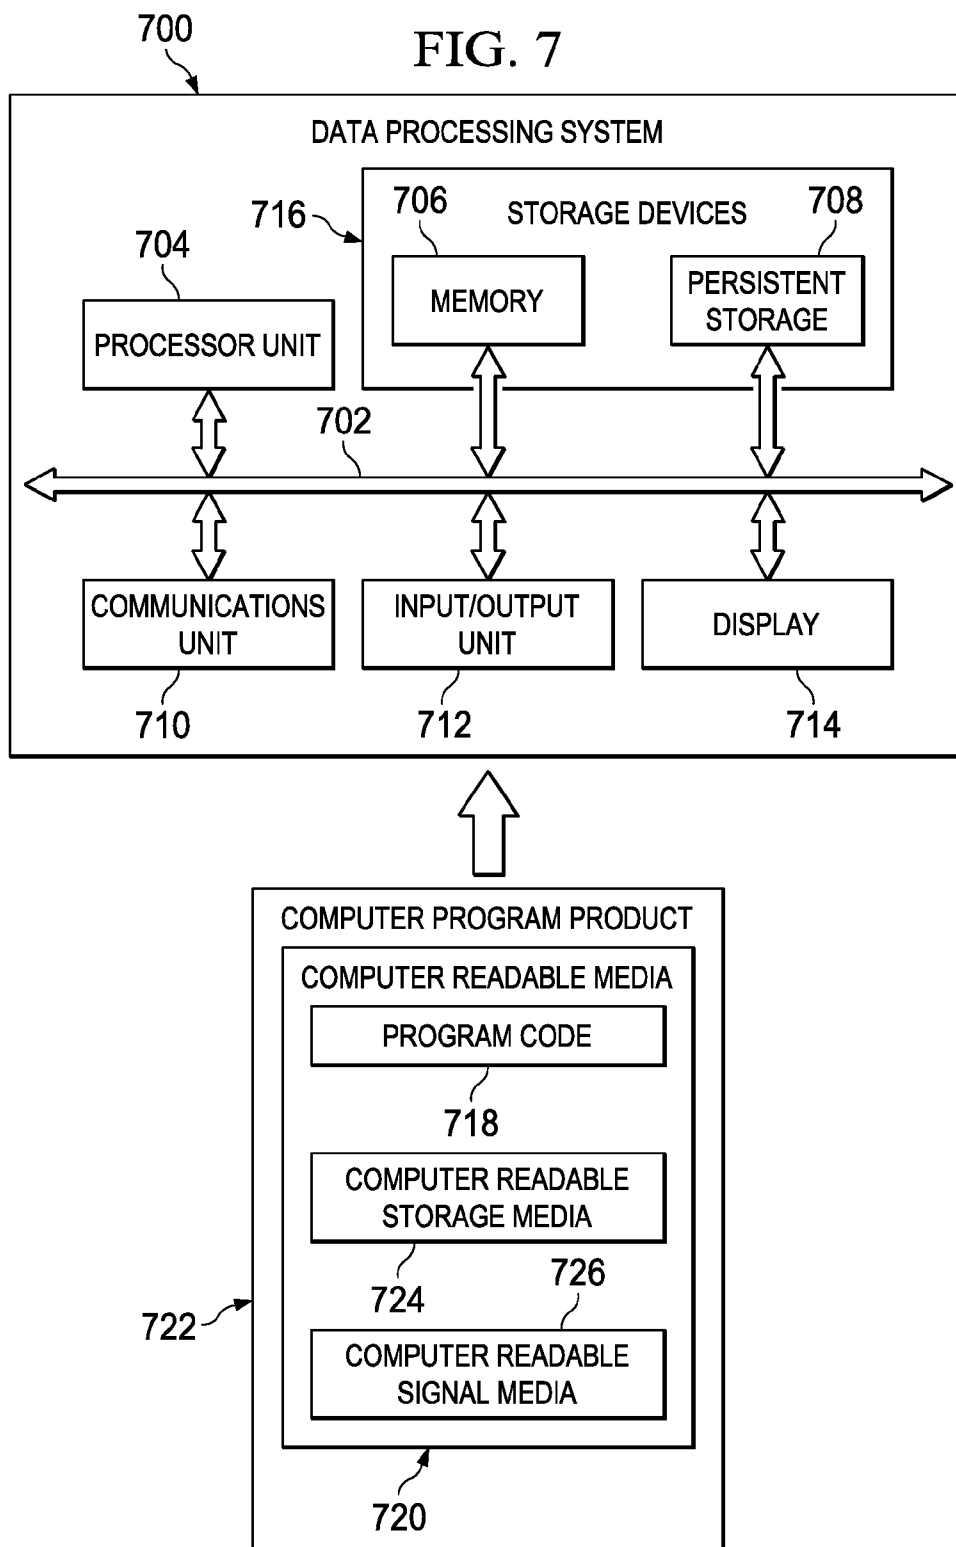 700
FIG. 7
DATA PROCESSING SYSTEM
716
706
STORAGE DEVICES
708
704
MEMORY
PERSISTENT
STORAGE
PROCESSOR UNIT
702
COMMUNICATIONS
UNIT
INPUT/OUTPUT
UNIT
DISPLAY
710
712
714
COMPUTER PROGRAM PRODUCT
COMPUTER READABLE MEDIA
PROGRAM CODE
718
COMPUTER READABLE
STORAGE MEDIA
724
726
722
COMPUTER READABLE
SIGNAL MEDIA
720